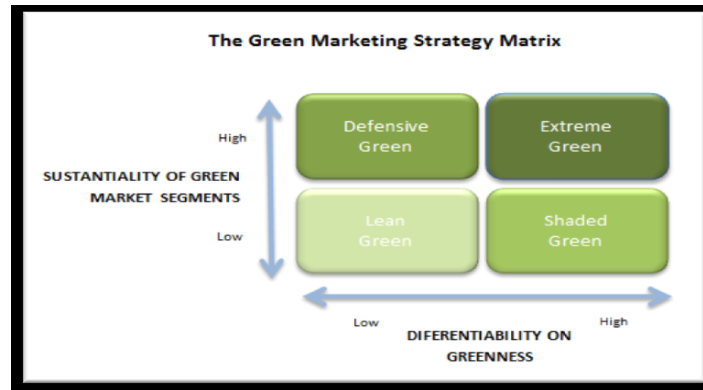 The Green Marketing Strategy Matrix
Defensive
Green
Extreme
Green
High
SUSTANTIALITY OF GREEN
MARKET SEGMENTS
Low
Lean
Green
Shaded
Green
Low
High
DIFERENTIABILITY ON
GREENNESS